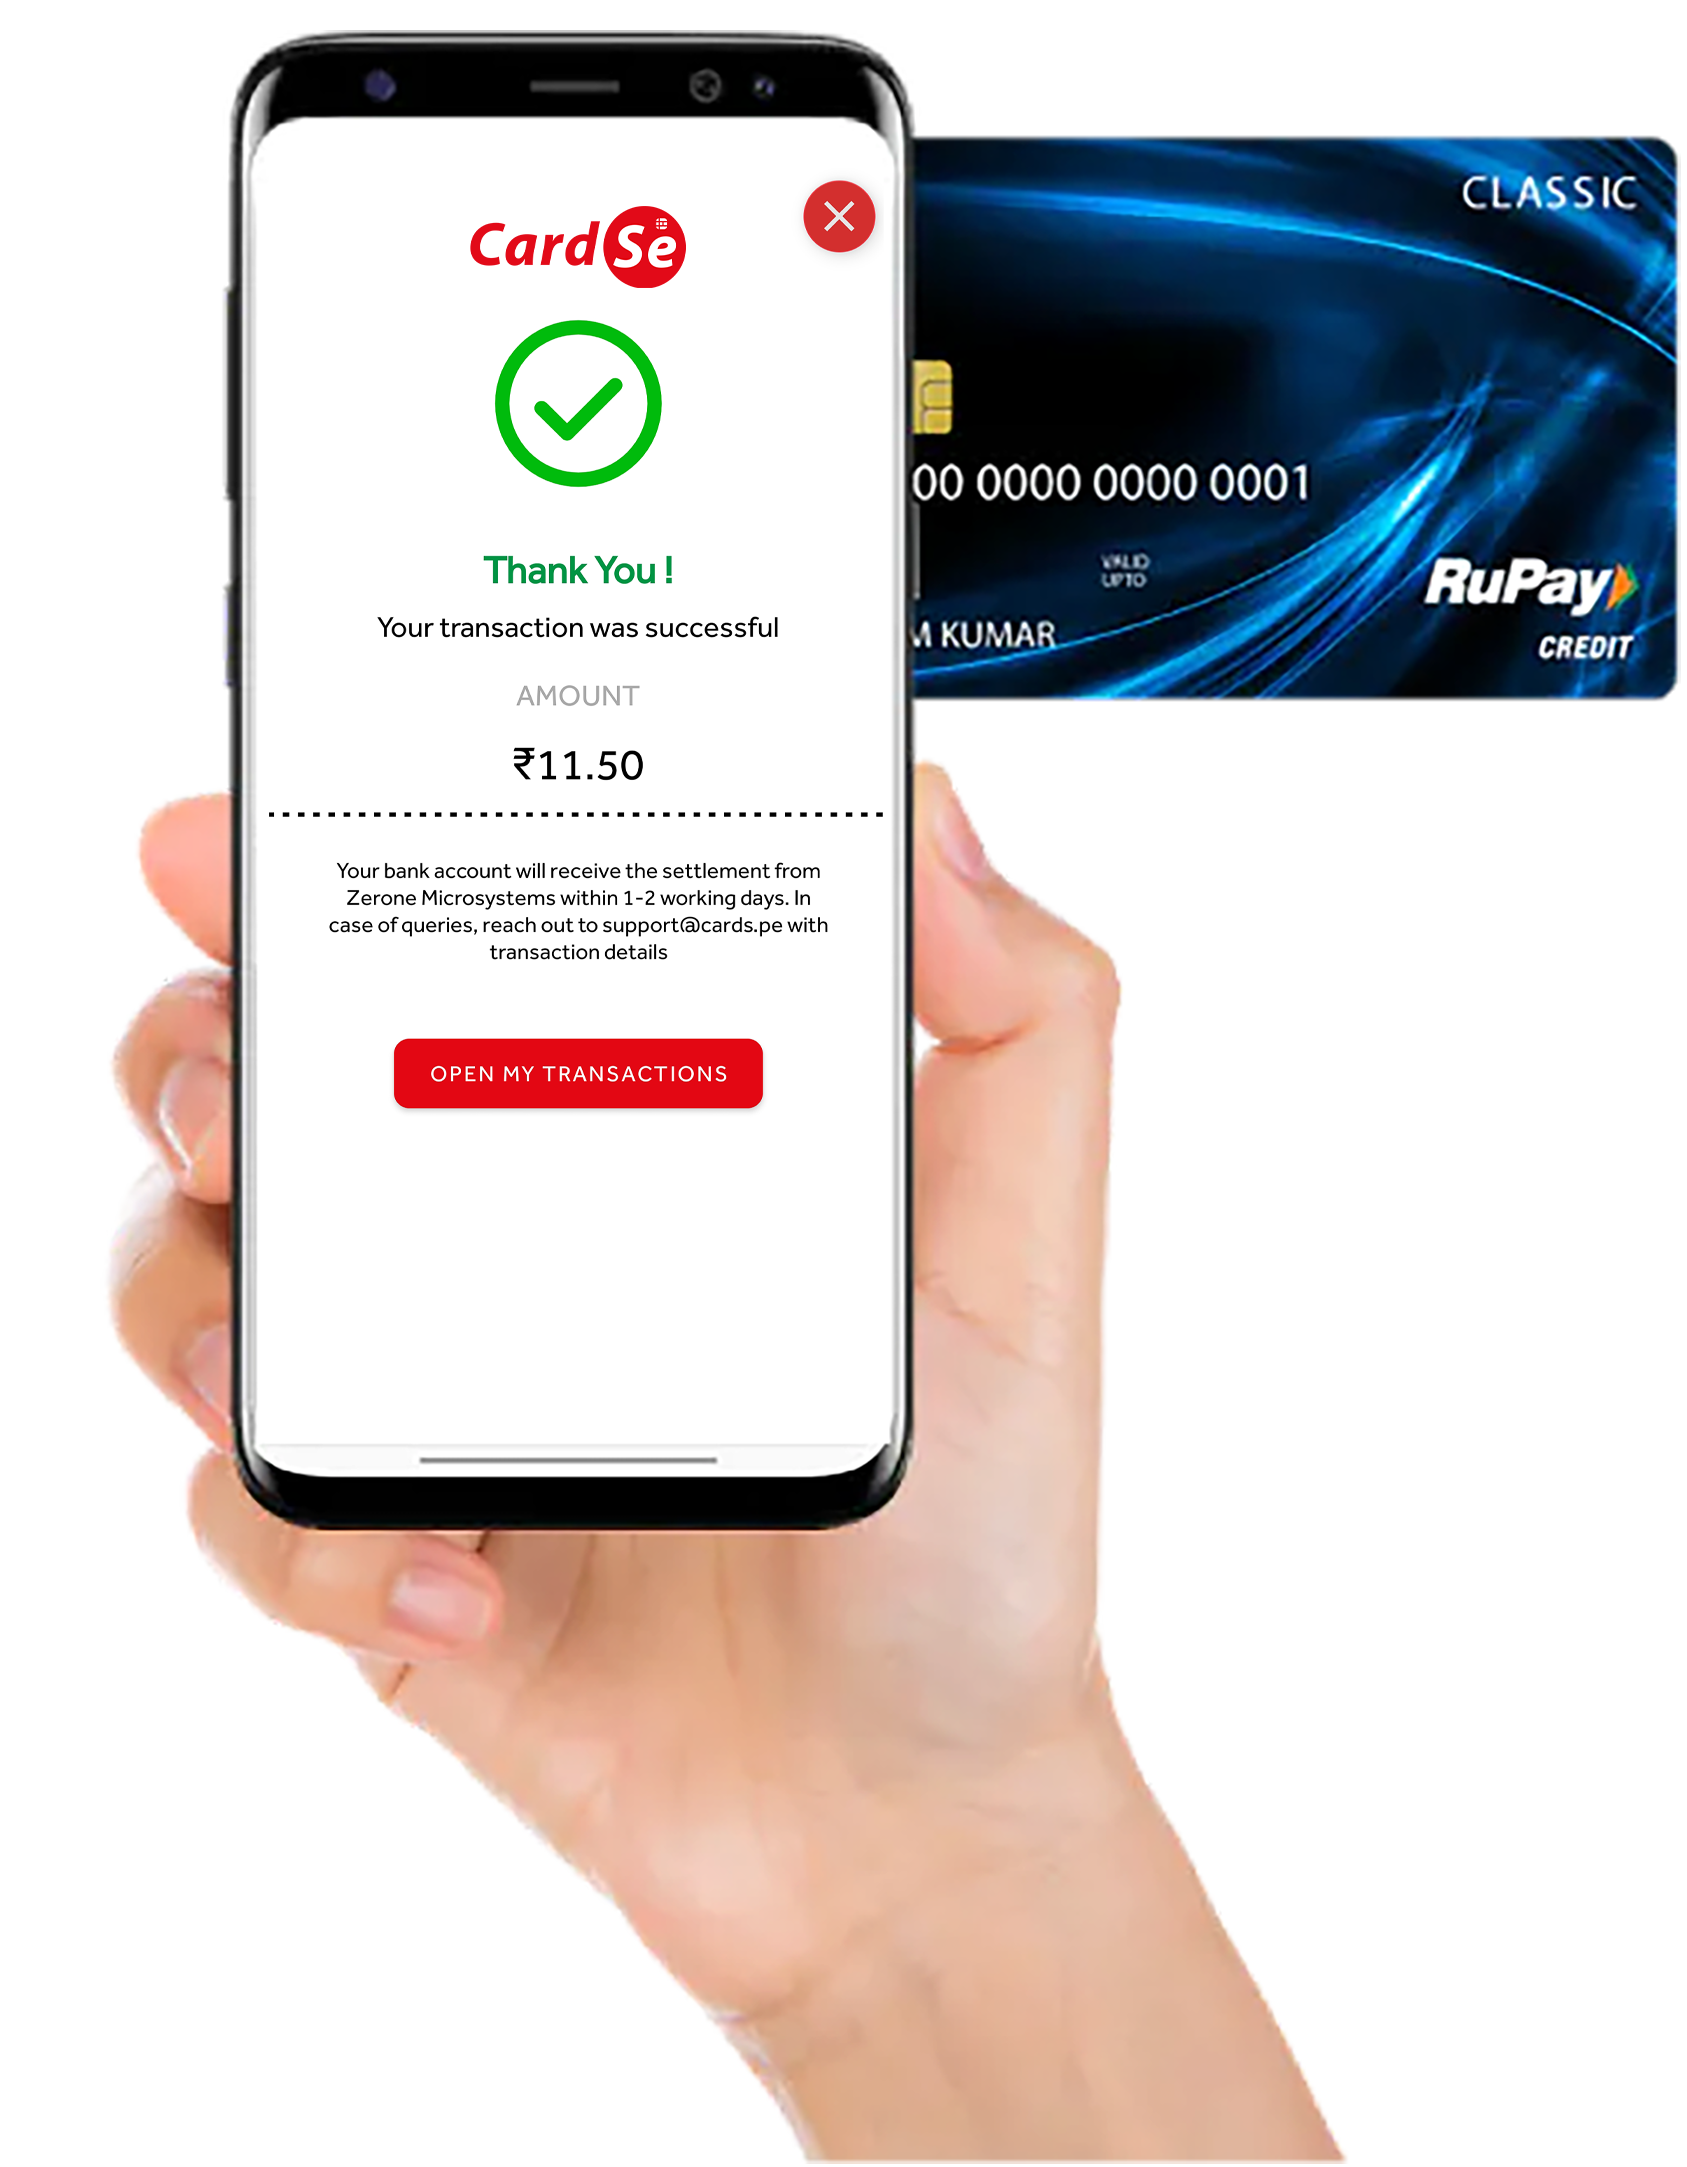 CardSe
Thank You !
Your transaction was successful
AMOUNT
₹11.50
Your bank account will receive the settlement from
Zerone Microsystems within 1-2 working days. In
case of queries, reach out to support@cards.pe with
transaction details
OPEN MY TRANSACTIONS
CLASSIC
00 0000 0000 0001
VALID
UPTO
M KUMAR
RuPay
CREDIT